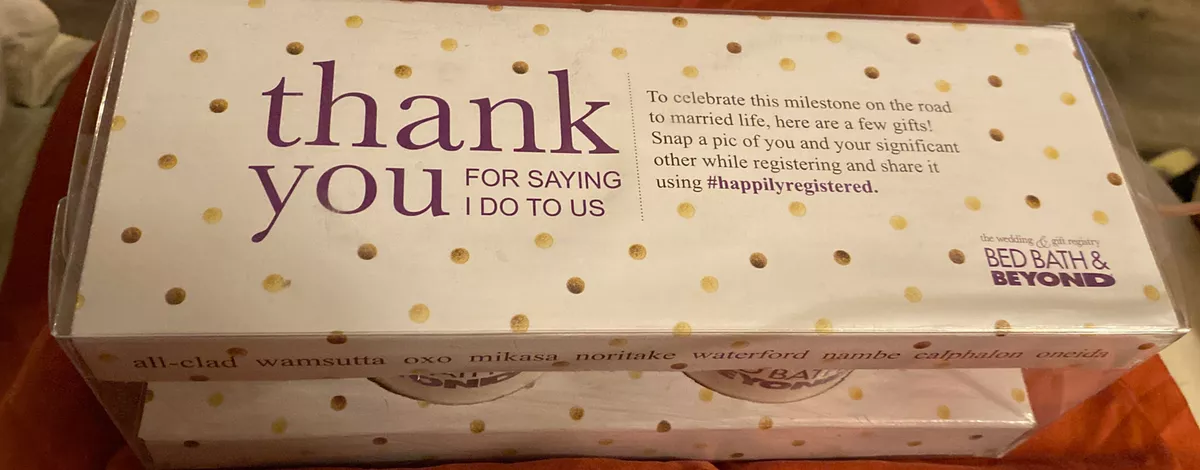 thank
you FOR SAYING
I DO TO US
To celebrate this milestone on the road
to married life, here are a few gifts!
Snap a pic of you and your significant
other while registering and share it
using #happilyregistered.
the wedding & gift registry
BED BATH &
BEYOND
all-clad wamsutta oxo mikasa noritake waterford nambe calphalon oneida